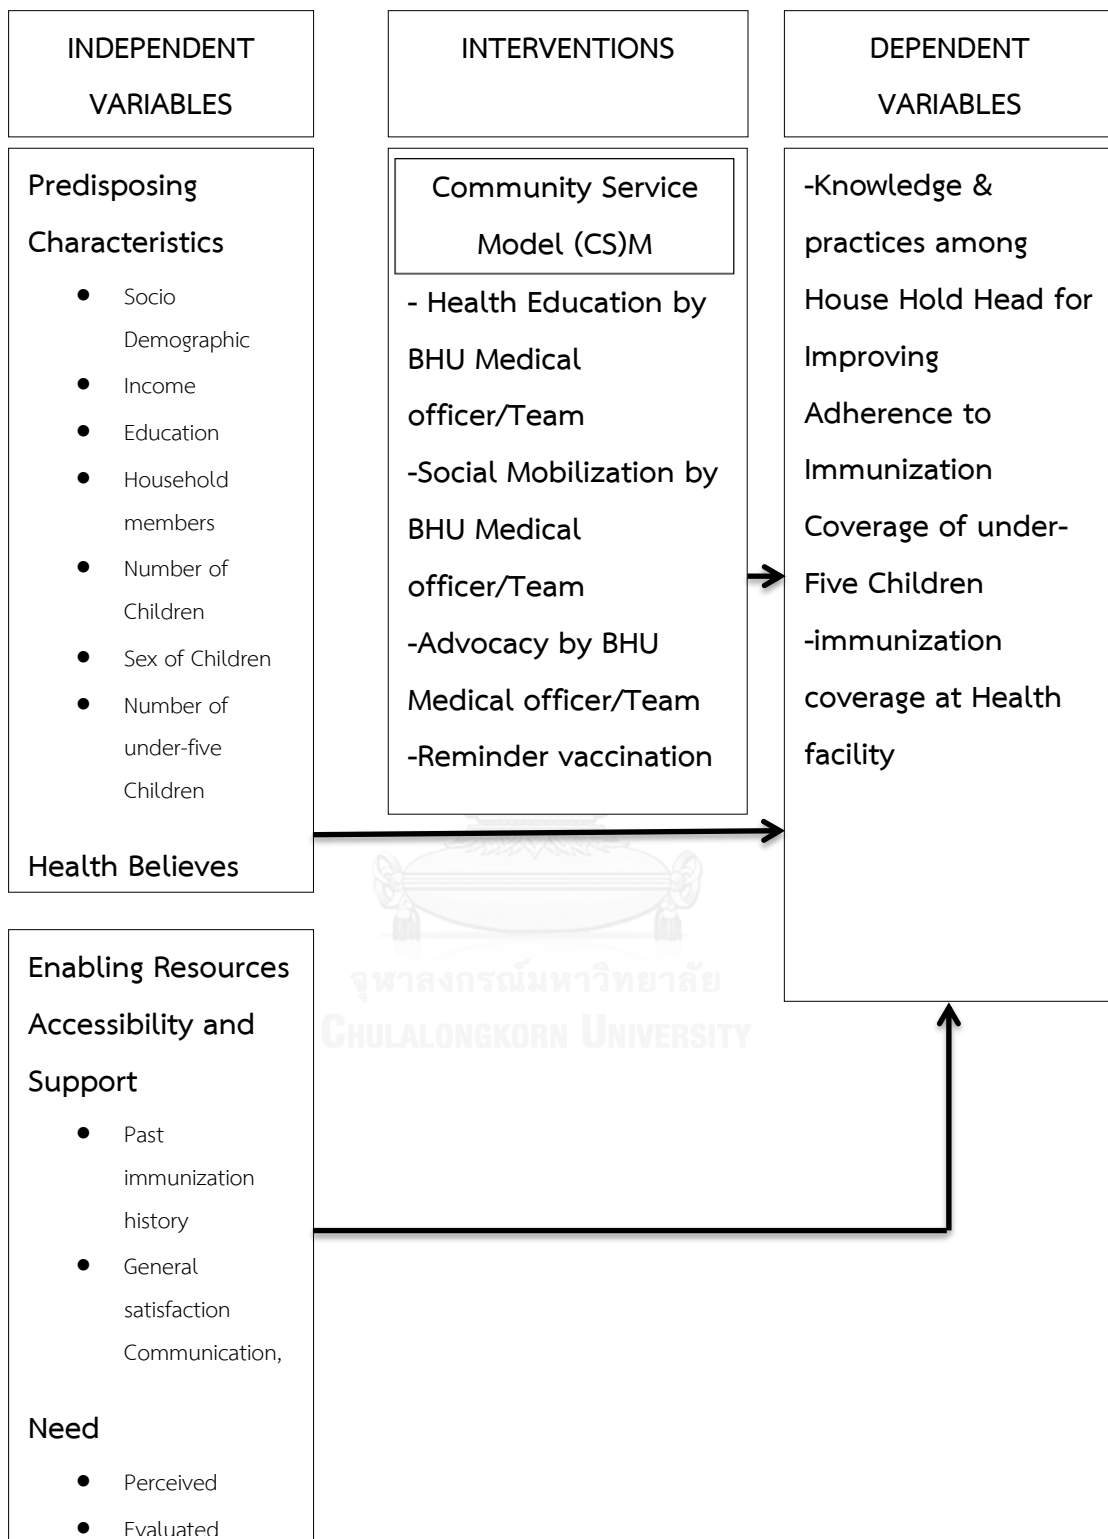 INDEPENDENT
VARIABLES
INTERVENTIONS
DEPENDENT
VARIABLES
Predisposing
Characteristics
● Socio
Demographic
● Income
● Education
● Household
members
● Number of
Children
● Sex of Children
● Number of
under-five
Children
Health Believes
Community Service
Model (CS)M
- Health Education by
BHU Medical
officer/Team
-Social Mobilization by
BHU Medical
officer/Team
-Advocacy by BHU
Medical officer/Team
-Reminder vaccination
-Knowledge &
practices among
House Hold Head for
Improving
Adherence to
Immunization
Coverage of under-
Five Children
-immunization
coverage at Health
facility
Enabling Resources
Accessibility and
Support
● Past
immunization
history
● General
satisfaction
Communication,
Need
● Perceived
● Evaluated
จุฬาลงกรณ์มหาวิทยาลัย
CHULALONGKORN UNIVERSITY